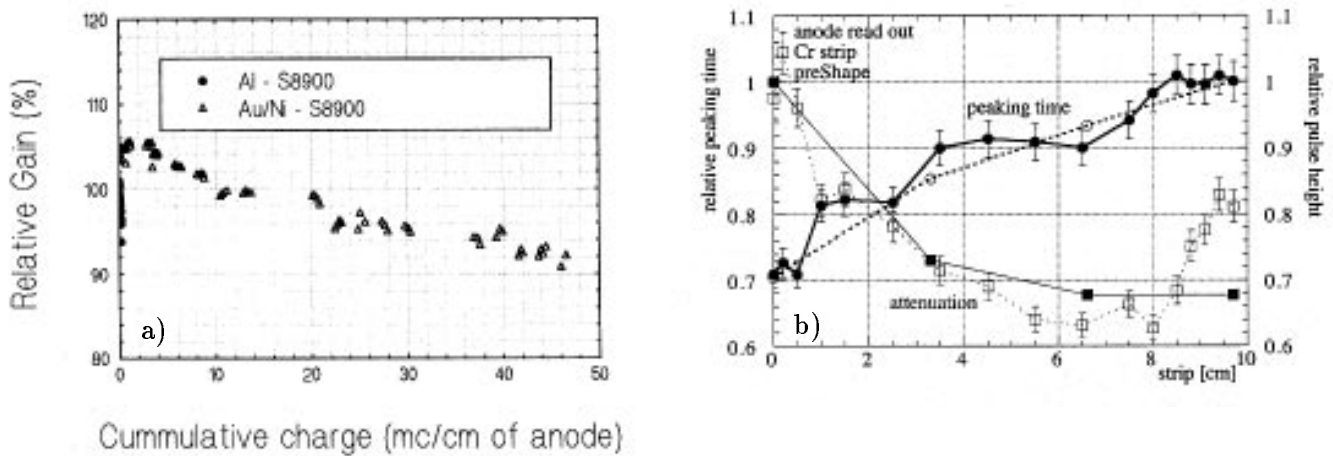 120
110
100
90
80
Relative Gain (%)
Al - S8900
Au/Ni - S8900
a)
0 10 20 30 40 50
Cummulative charge (mc/cm of anode)
1.1
1
0.9
0.8
0.7
0.6
relative peaking time
anode read out
Cr strip
preShape
peaking time
attenuation
b)
0 2 4 6 8 10
strip [cm]
1.1
1
0.9
0.8
0.7
0.6
relative pulse height